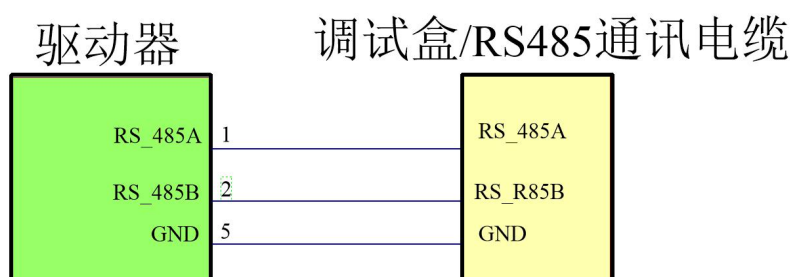 驱动器 调试盒/RS485通讯电缆
RS_485A 1 RS_485A
RS_485B 2 RS_R85B
GND 5 GND